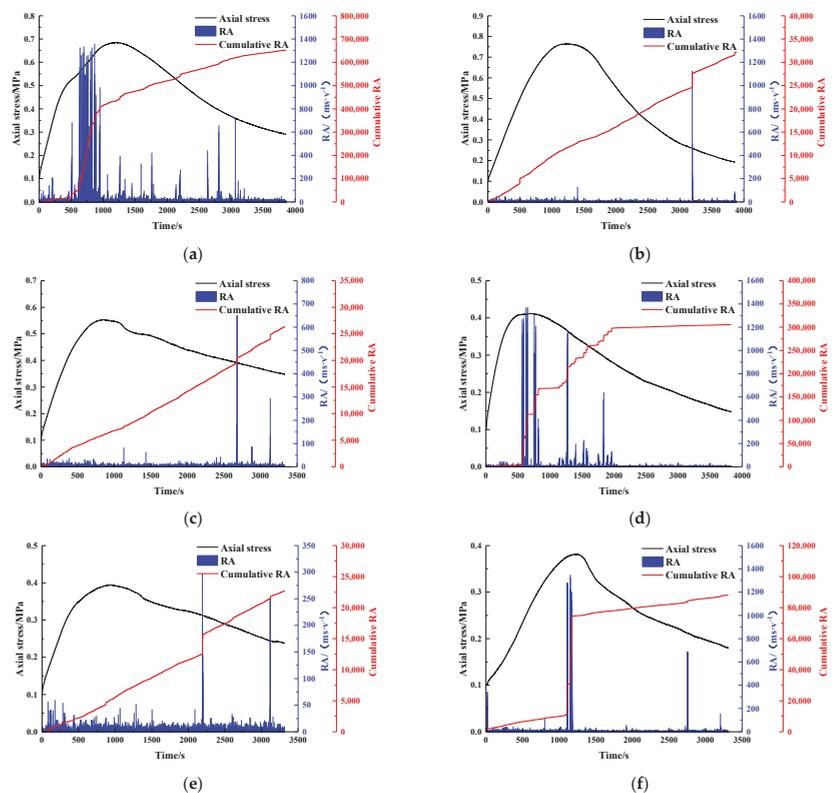 Axial stress
RA
Cumulative RA
Axial stress/MPa
0.8
0.7
0.6
0.5
0.4
0.3
0.2
0.1
0.0
0 500 1000 1500 2000 2500 3000 3500 4000
Time/s
1600
1400
1200
1000
800
600
400
200
0
RA/（ms·v⁻¹）
800,000
700,000
600,000
500,000
400,000
300,000
200,000
100,000
0
Cumulative RA
(a)
Axial stress
RA
Cumulative RA
Axial stress/MPa
0.9
0.8
0.7
0.6
0.5
0.4
0.3
0.2
0.1
0.0
0 500 1000 1500 2000 2500 3000 3500 4000
Time/s
1600
1400
1200
1000
800
600
400
200
0
RA/（ms·v⁻¹）
40,000
35,000
30,000
25,000
20,000
15,000
10,000
5,000
0
Cumulative RA
(b)
Axial stress
RA
Cumulative RA
Axial stress/MPa
0.7
0.6
0.5
0.4
0.3
0.2
0.1
0.0
0 500 1000 1500 2000 2500 3000 3500
Time/s
800
700
600
500
400
300
200
100
0
RA/（ms·v⁻¹）
35,000
30,000
25,000
20,000
15,000
10,000
5,000
0
Cumulative RA
(c)
Axial stress
RA
Cumulative RA
Axial stress/MPa
0.5
0.4
0.3
0.2
0.1
0.0
0 500 1000 1500 2000 2500 3000 3500 4000
Time/s
1600
1400
1200
1000
800
600
400
200
0
RA/（ms·v⁻¹）
400,000
350,000
300,000
250,000
200,000
150,000
100,000
50,000
0
Cumulative RA
(d)
Axial stress
RA
Cumulative RA
Axial stress/MPa
0.5
0.4
0.3
0.2
0.1
0.0
0 500 1000 1500 2000 2500 3000 3500
Time/s
350
300
250
200
150
100
50
0
RA/（ms·v⁻¹）
30,000
25,000
20,000
15,000
10,000
5,000
0
Cumulative RA
(e)
Axial stress
RA
Cumulative RA
Axial stress/MPa
0.4
0.3
0.2
0.1
0.0
0 500 1000 1500 2000 2500 3000 3500
Time/s
1600
1400
1200
1000
800
600
400
200
0
RA/（ms·v⁻¹）
120,000
100,000
80,000
60,000
40,000
20,000
0
Cumulative RA
(f)